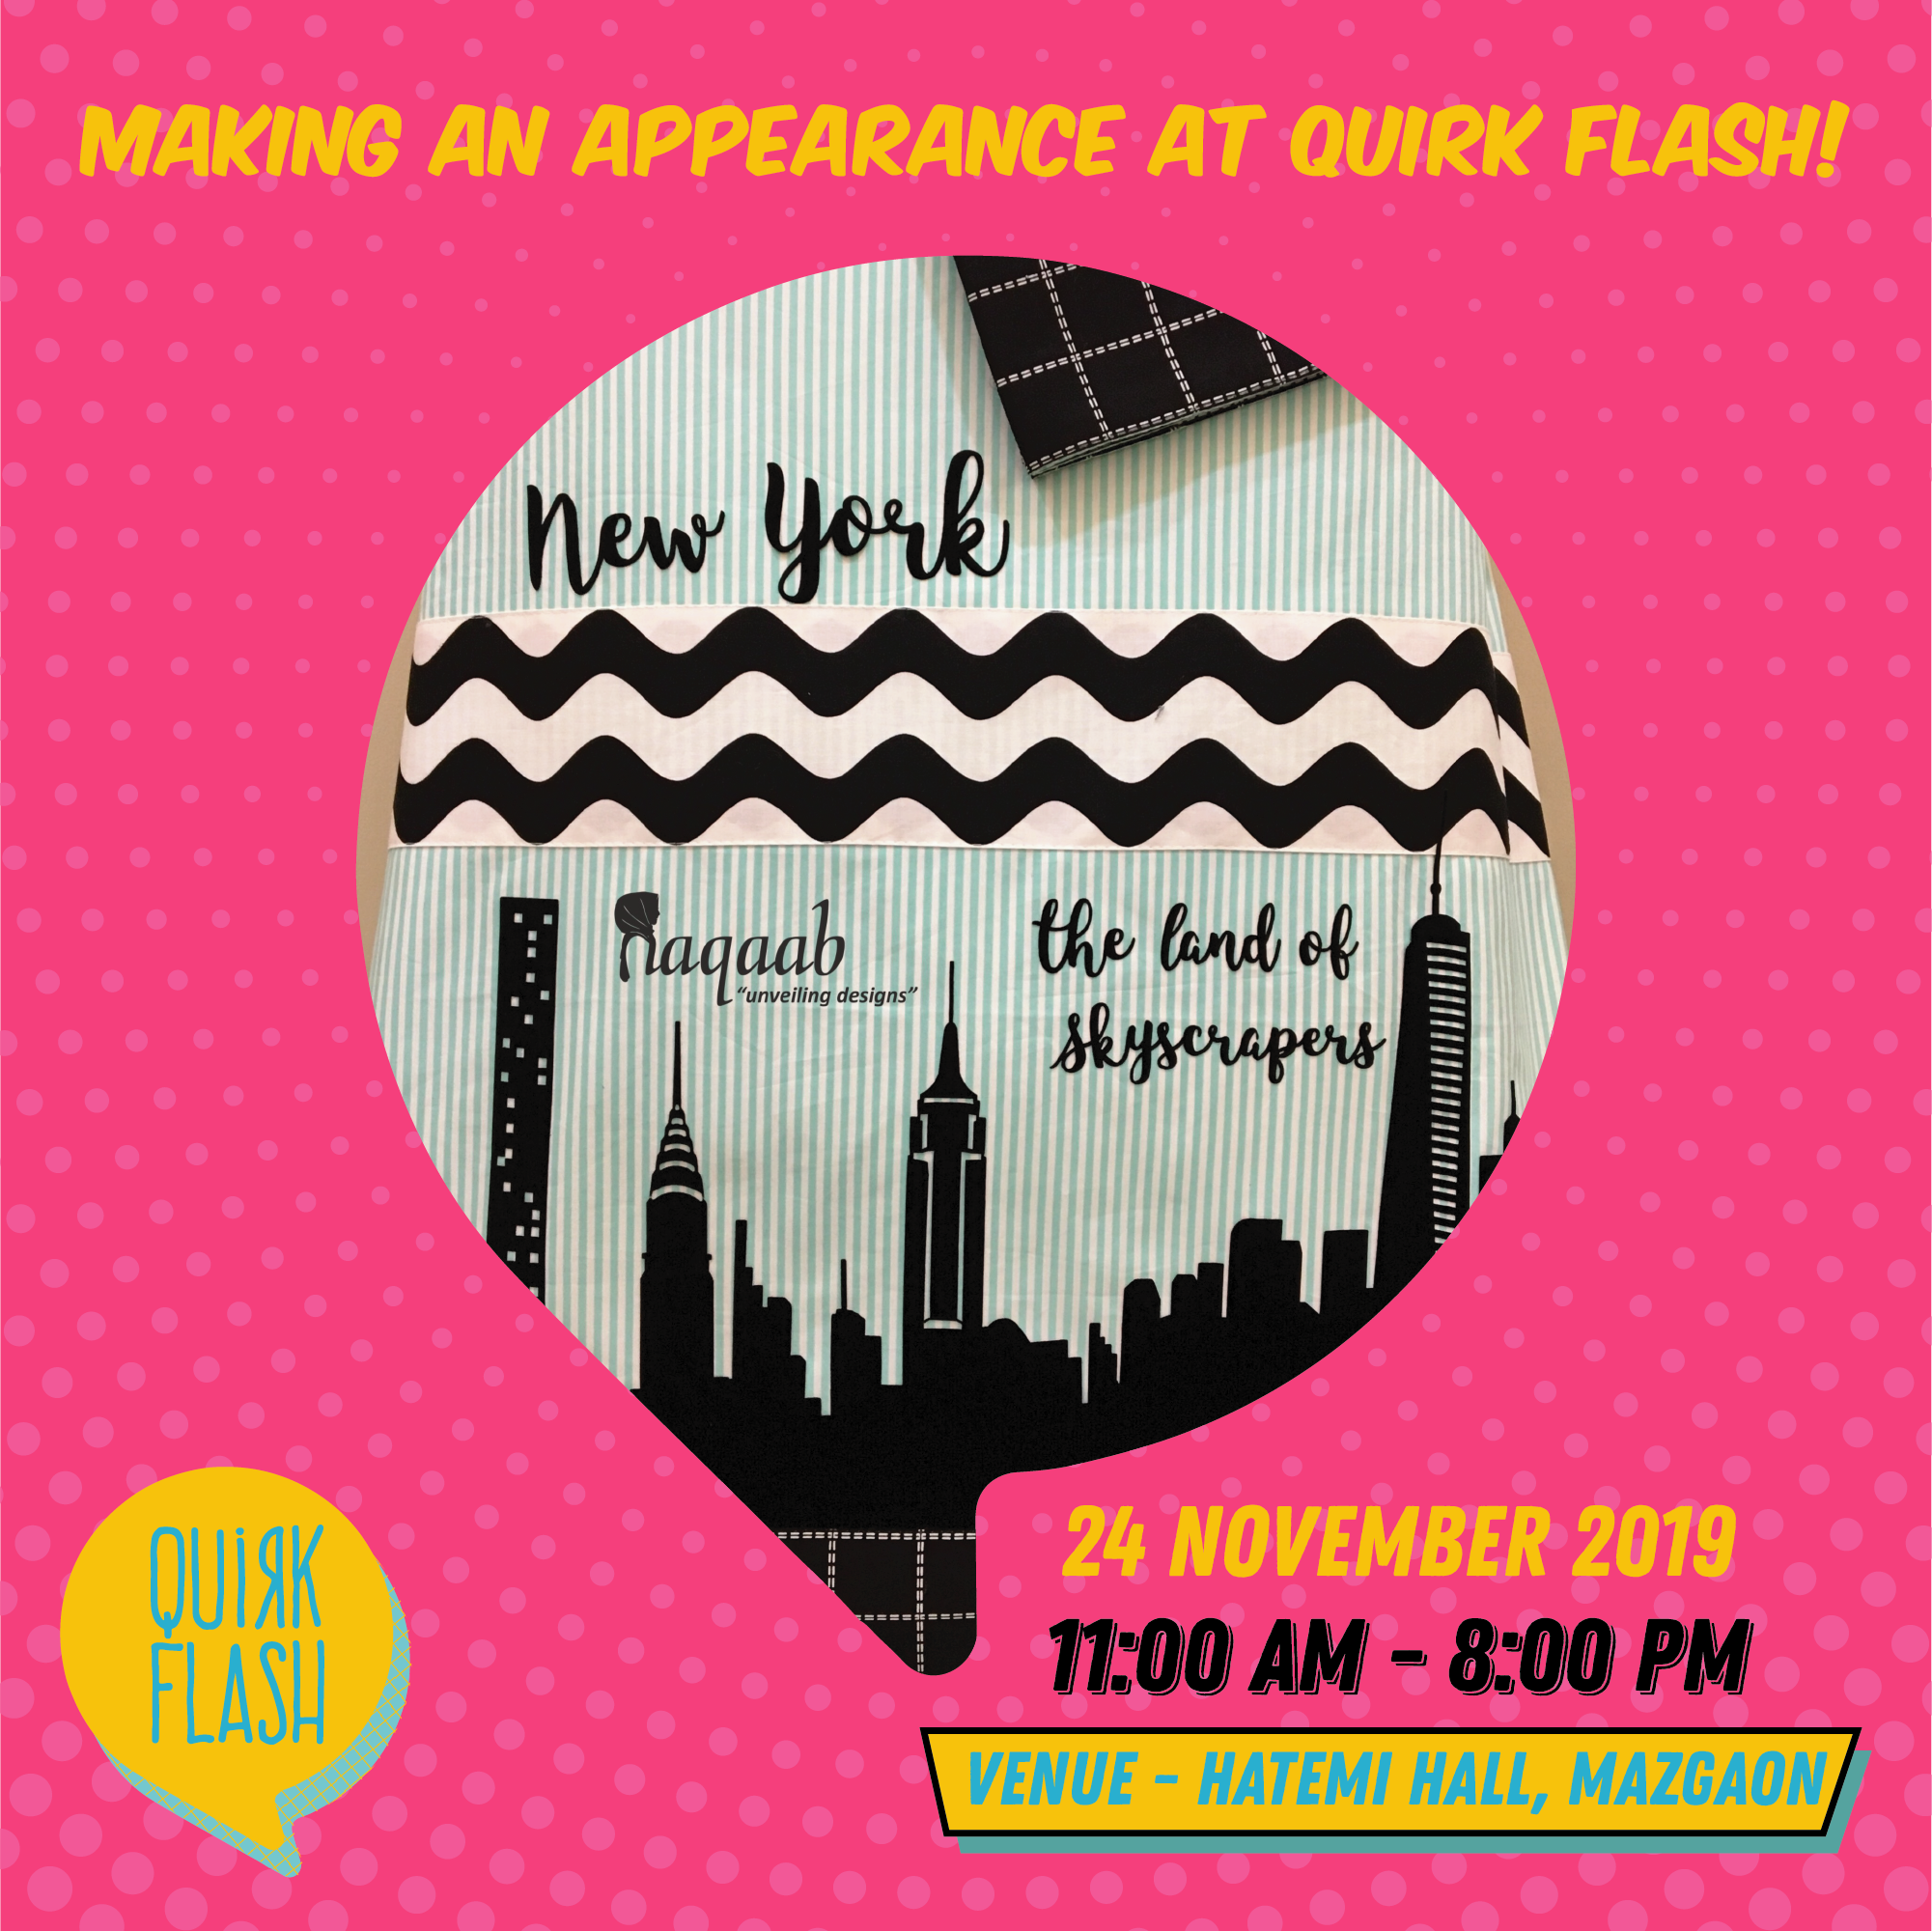 MAKING AN APPEARANCE AT QUIRK FLASH!
New York
naqaab
"unveiling designs"
the land of
skyscrapers
QUiRK
FLASH
24 NOVEMBER 2019
11:00 AM - 8:00 PM
VENUE - HATEMI HALL, MAZGAON